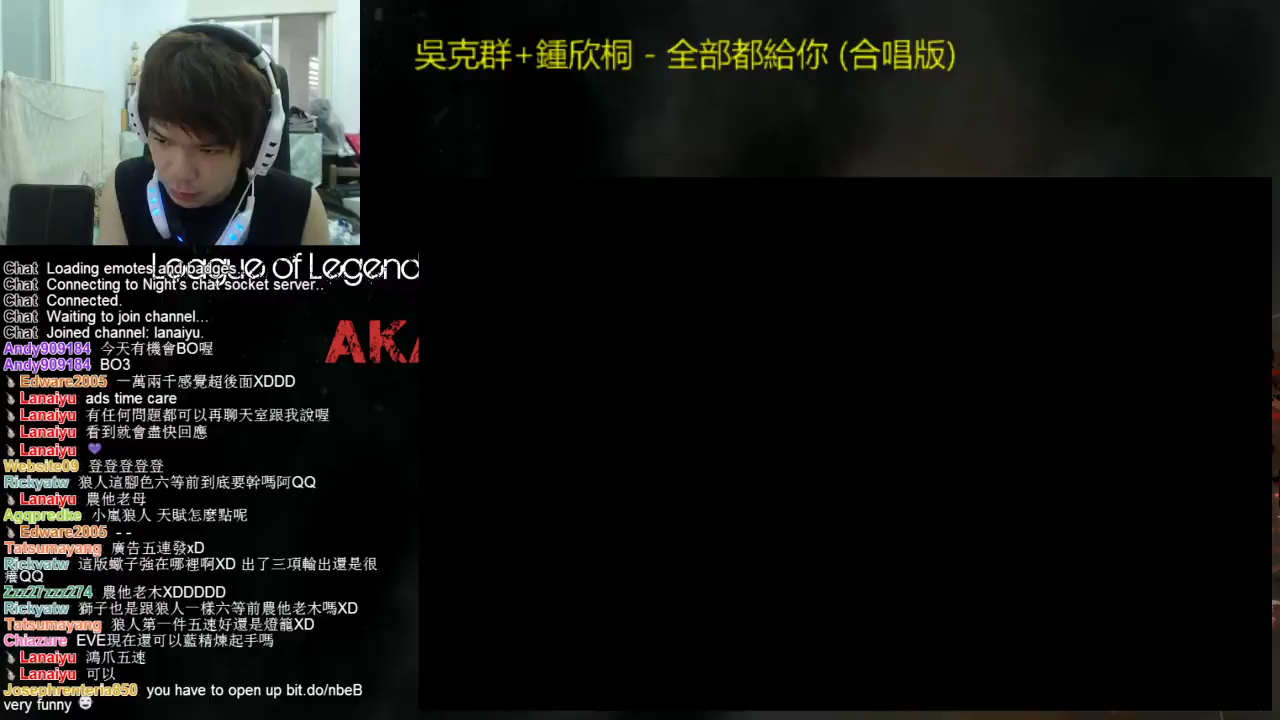 吳克群+鍾欣桐 - 全部都給你 (合唱版)
League of Legend
AKA
Chat Loading emotes and badges..
Chat Connecting to Night's chat socket server..
Chat Connected.
Chat Waiting to join channel...
Chat Joined channel: lanaiyu.
Andy909184 今天有機會BO喔
Andy909184 BO3
Edware2005 一萬兩千感覺超後面XDDD
Lanaiyu ads time care
Lanaiyu 有任何問題都可以再聊天室跟我說喔
Lanaiyu 看到就會盡快回應
Lanaiyu 💜
Website09 登登登登登
Rickyatw 狼人這腳色六等前到底要幹嗎阿QQ
Lanaiyu 農他老母
Agqpredke 小嵐狼人 天賦怎麼點呢
Edware2005 - -
Tatsumayang 廣告五連發xD
Rickyatw 這版蠍子強在哪裡啊XD 出了三項輸出還是很
癢QQ
Zzz27zzz274 農他老木XDDDDD
Rickyatw 獅子也是跟狼人一樣六等前農他老木嗎XD
Tatsumayang 狼人第一件五速好還是燈籠XD
Chiazure EVE現在還可以藍精煉起手嗎
Lanaiyu 鴻爪五速
Lanaiyu 可以
Josephrenteria850 you have to open up bit.do/nbeB
very funny